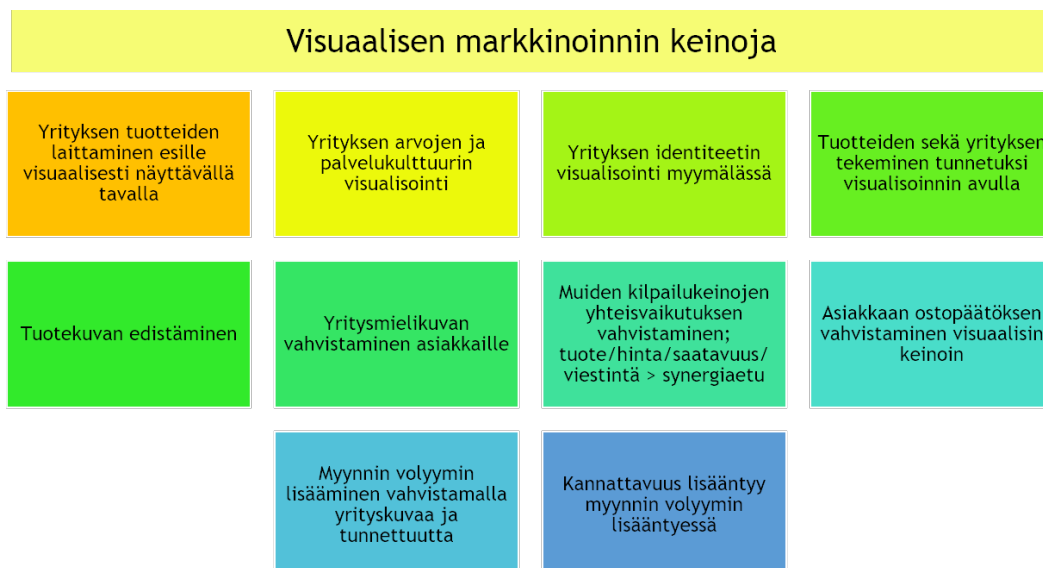 Visuaalisen markkinoinnin keinoja
Yrityksen tuotteiden
laittaminen esille
visuaalisesti näyttävällä
tavalla
Yrityksen arvojen ja
palvelukulttuurin
visualisointi
Yrityksen identiteetin
visualisointi myymälässä
Tuotteiden sekä yrityksen
tekeminen tunnetuksi
visualisoinnin avulla
Tuotekuvan edistäminen
Yritysmielikuvan
vahvistaminen asiakkaille
Muiden kilpailukeinojen
yhteisvaikutuksen
vahvistaminen;
tuote/hinta/saatavuus/
viestintä > synergiaetu
Asiakkaan ostopäätöksen
vahvistaminen visuaalisin
keinoin
Myynnin volyymin
lisääminen vahvistamalla
yrityskuvaa ja
tunnettuutta
Kannattavuus lisääntyy
myynnin volyymin
lisääntyessä